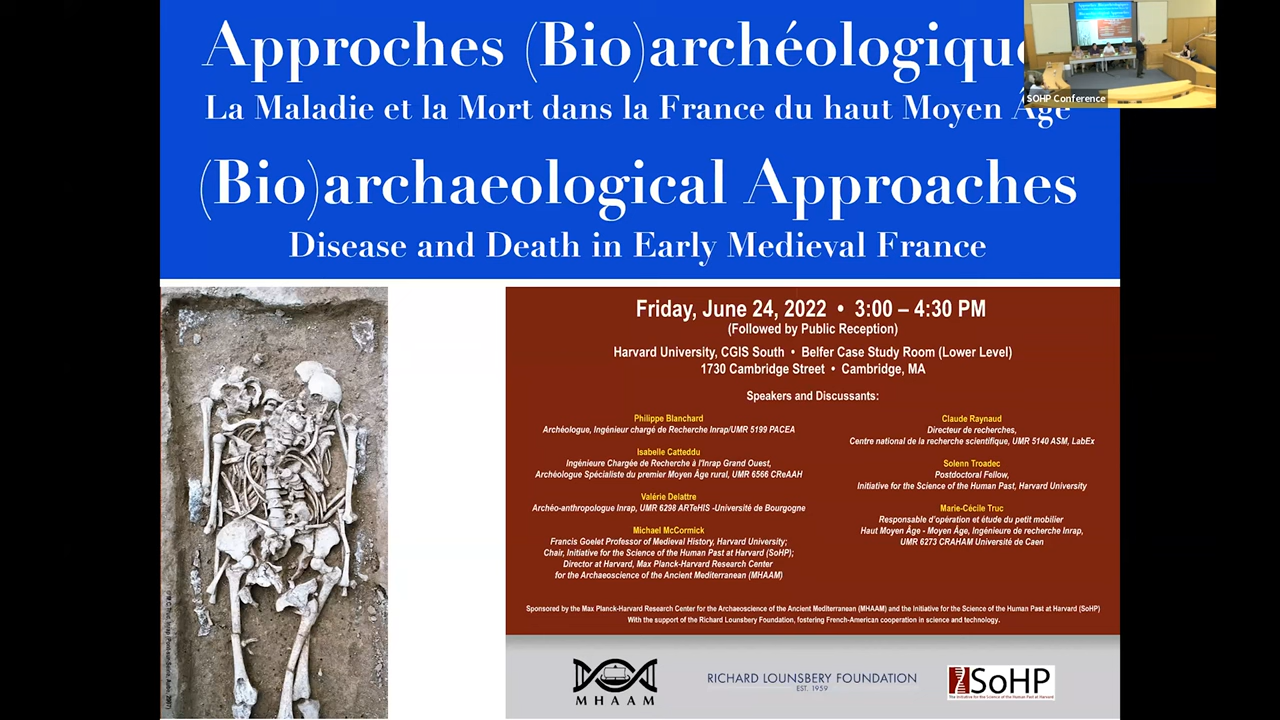 Approches (Bio)archéologiqu
La Maladie et la Mort dans la France du haut Moyen Âge
SOHP Conference
(Bio)archaeological Approaches
Disease and Death in Early Medieval France
Friday, June 24, 2022 • 3:00 – 4:30 PM
(Followed by Public Reception)
Harvard University, CGIS South • Belfer Case Study Room (Lower Level)
1730 Cambridge Street • Cambridge, MA
Speakers and Discussants:
Philippe Blanchard
Archéologue, Ingénieur chargé de Recherche Inrap/UMR 5199 PACEA
Isabelle Catteddu
Ingénieure Chargée de Recherche à l'Inrap Grand Ouest,
Archéologue Spécialiste du premier Moyen Âge rural, UMR 6566 CReAAH
Valérie Delattre
Archéo-anthropologue Inrap, UMR 6298 ARTeHIS -Université de Bourgogne
Michael McCormick
Francis Goelet Professor of Medieval History, Harvard University;
Chair, Initiative for the Science of the Human Past at Harvard (SoHP);
Director at Harvard, Max Planck-Harvard Research Center
for the Archaeoscience of the Ancient Mediterranean (MHAAM)
Claude Raynaud
Directeur de recherches,
Centre national de la recherche scientifique, UMR 5140 ASM, LabEx
Solenn Troadec
Postdoctoral Fellow,
Initiative for the Science of the Human Past, Harvard University
Marie-Cécile Truc
Responsable d'opération et étude du petit mobilier
Haut Moyen Âge - Moyen Âge, Ingénieure de recherche Inrap,
UMR 6273 CRAHAM Université de Caen
Sponsored by the Max Planck-Harvard Research Center for the Archaeoscience of the Ancient Mediterranean (MHAAM) and the Initiative for the Science of the Human Past at Harvard (SoHP)
With the support of the Richard Lounsbery Foundation, fostering French-American cooperation in science and technology.
MHAAM
RICHARD LOUNSBERY FOUNDATION
EST. 1959
SoHP
The Initiative for the Science of the Human Past at Harvard